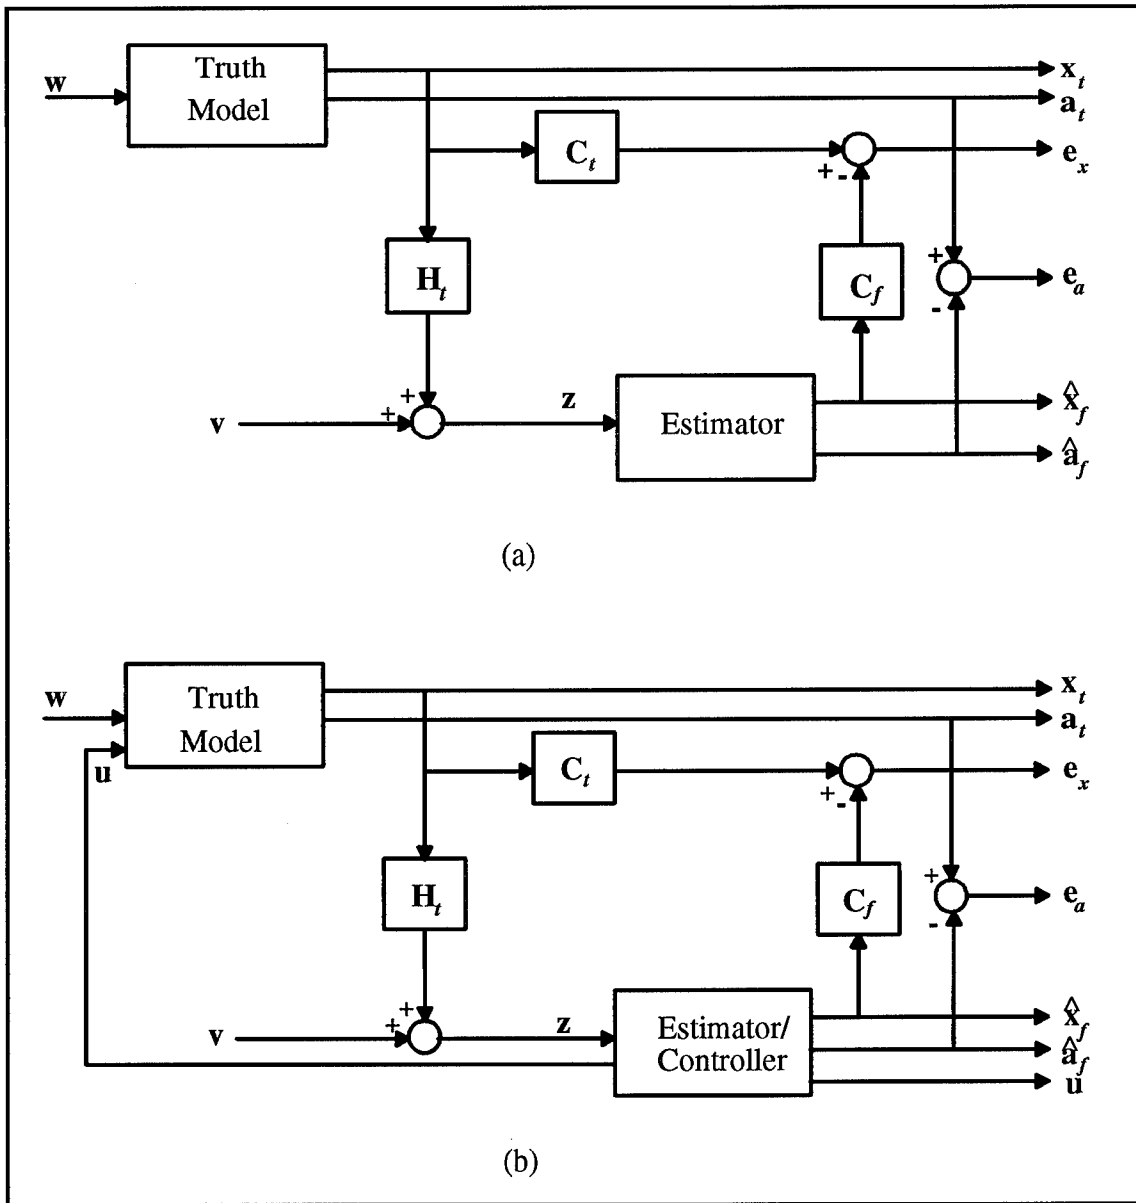 w
Truth
Model
x_t
a_t
C_t
+
-
e_x
H_t
C_f
+
-
e_a
+
+
v
z
Estimator
x̂_f
â_f
(a)
w
u
Truth
Model
x_t
a_t
C_t
+
-
e_x
H_t
C_f
+
-
e_a
+
+
v
z
Estimator/
Controller
x̂_f
â_f
u
(b)